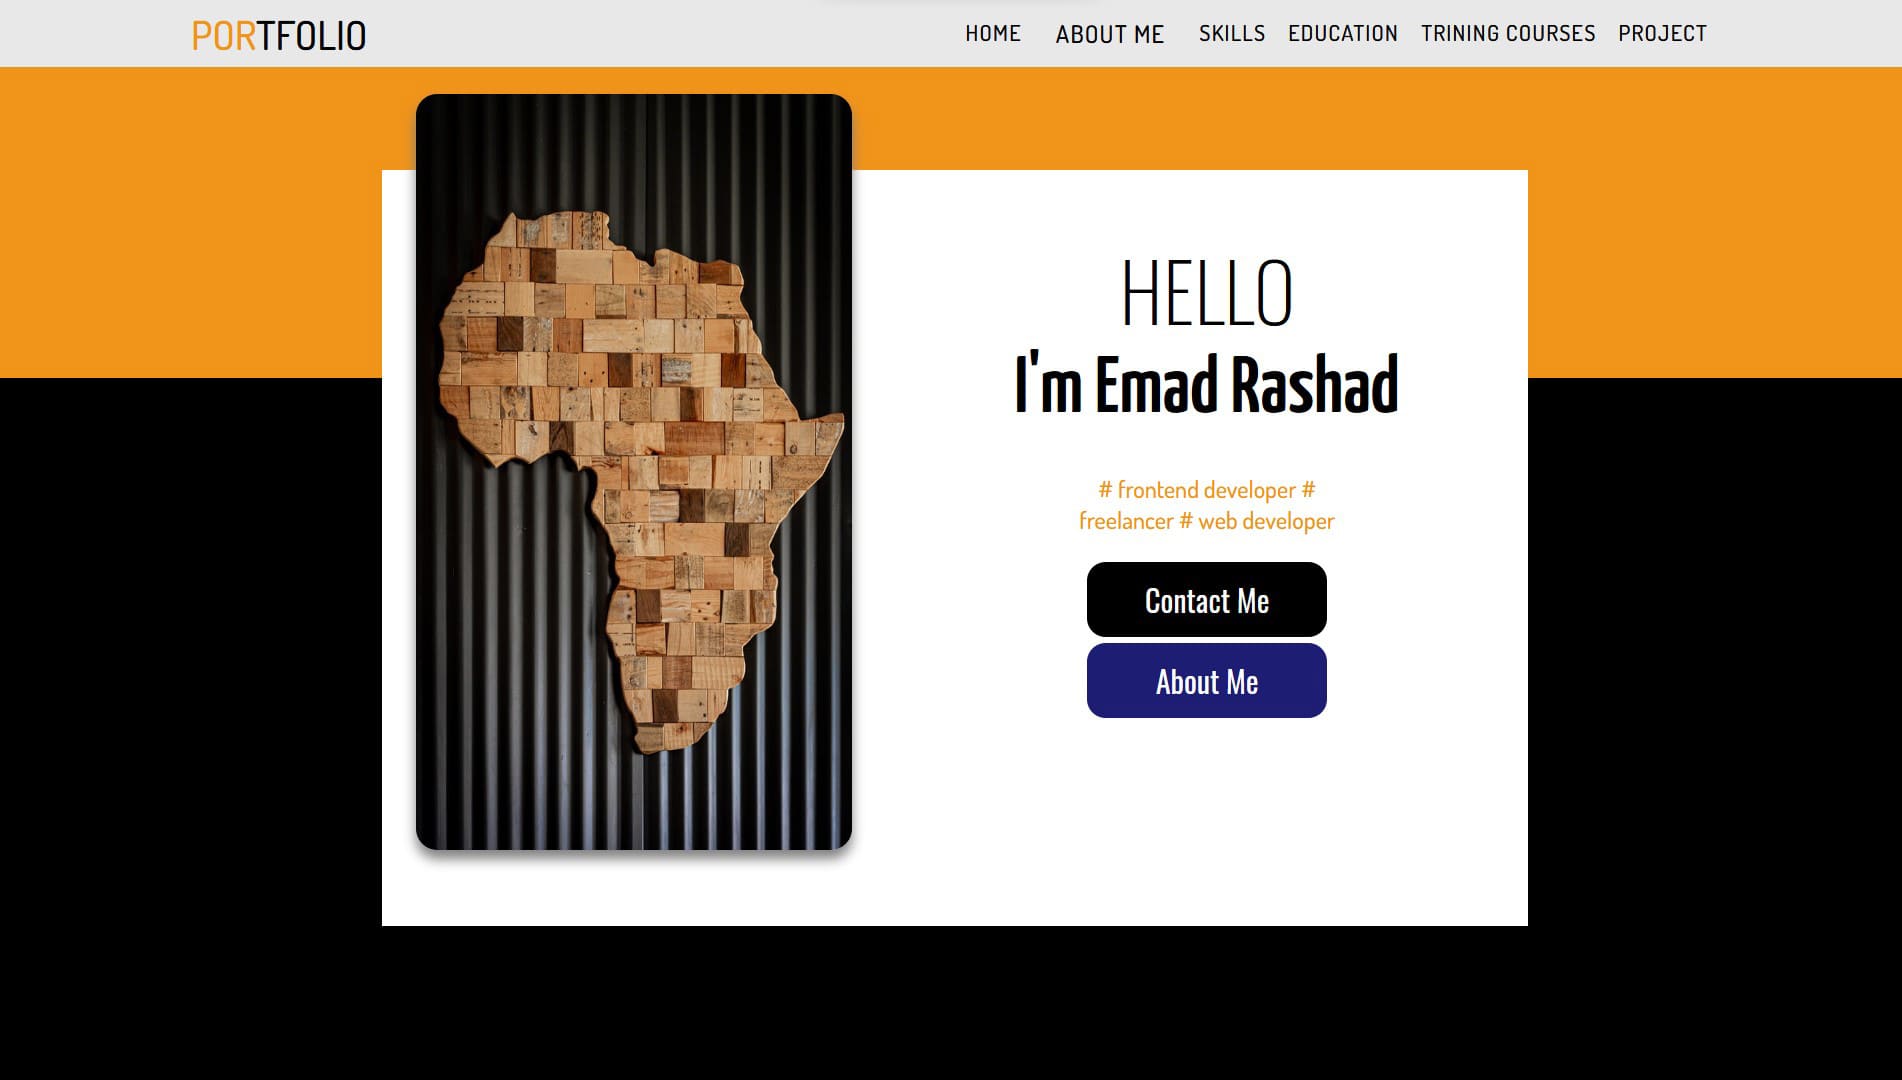 PORTFOLIO
HOME ABOUT ME SKILLS EDUCATION TRINING COURSES PROJECT
HELLO
I'm Emad Rashad
# frontend developer #
freelancer # web developer
Contact Me
About Me